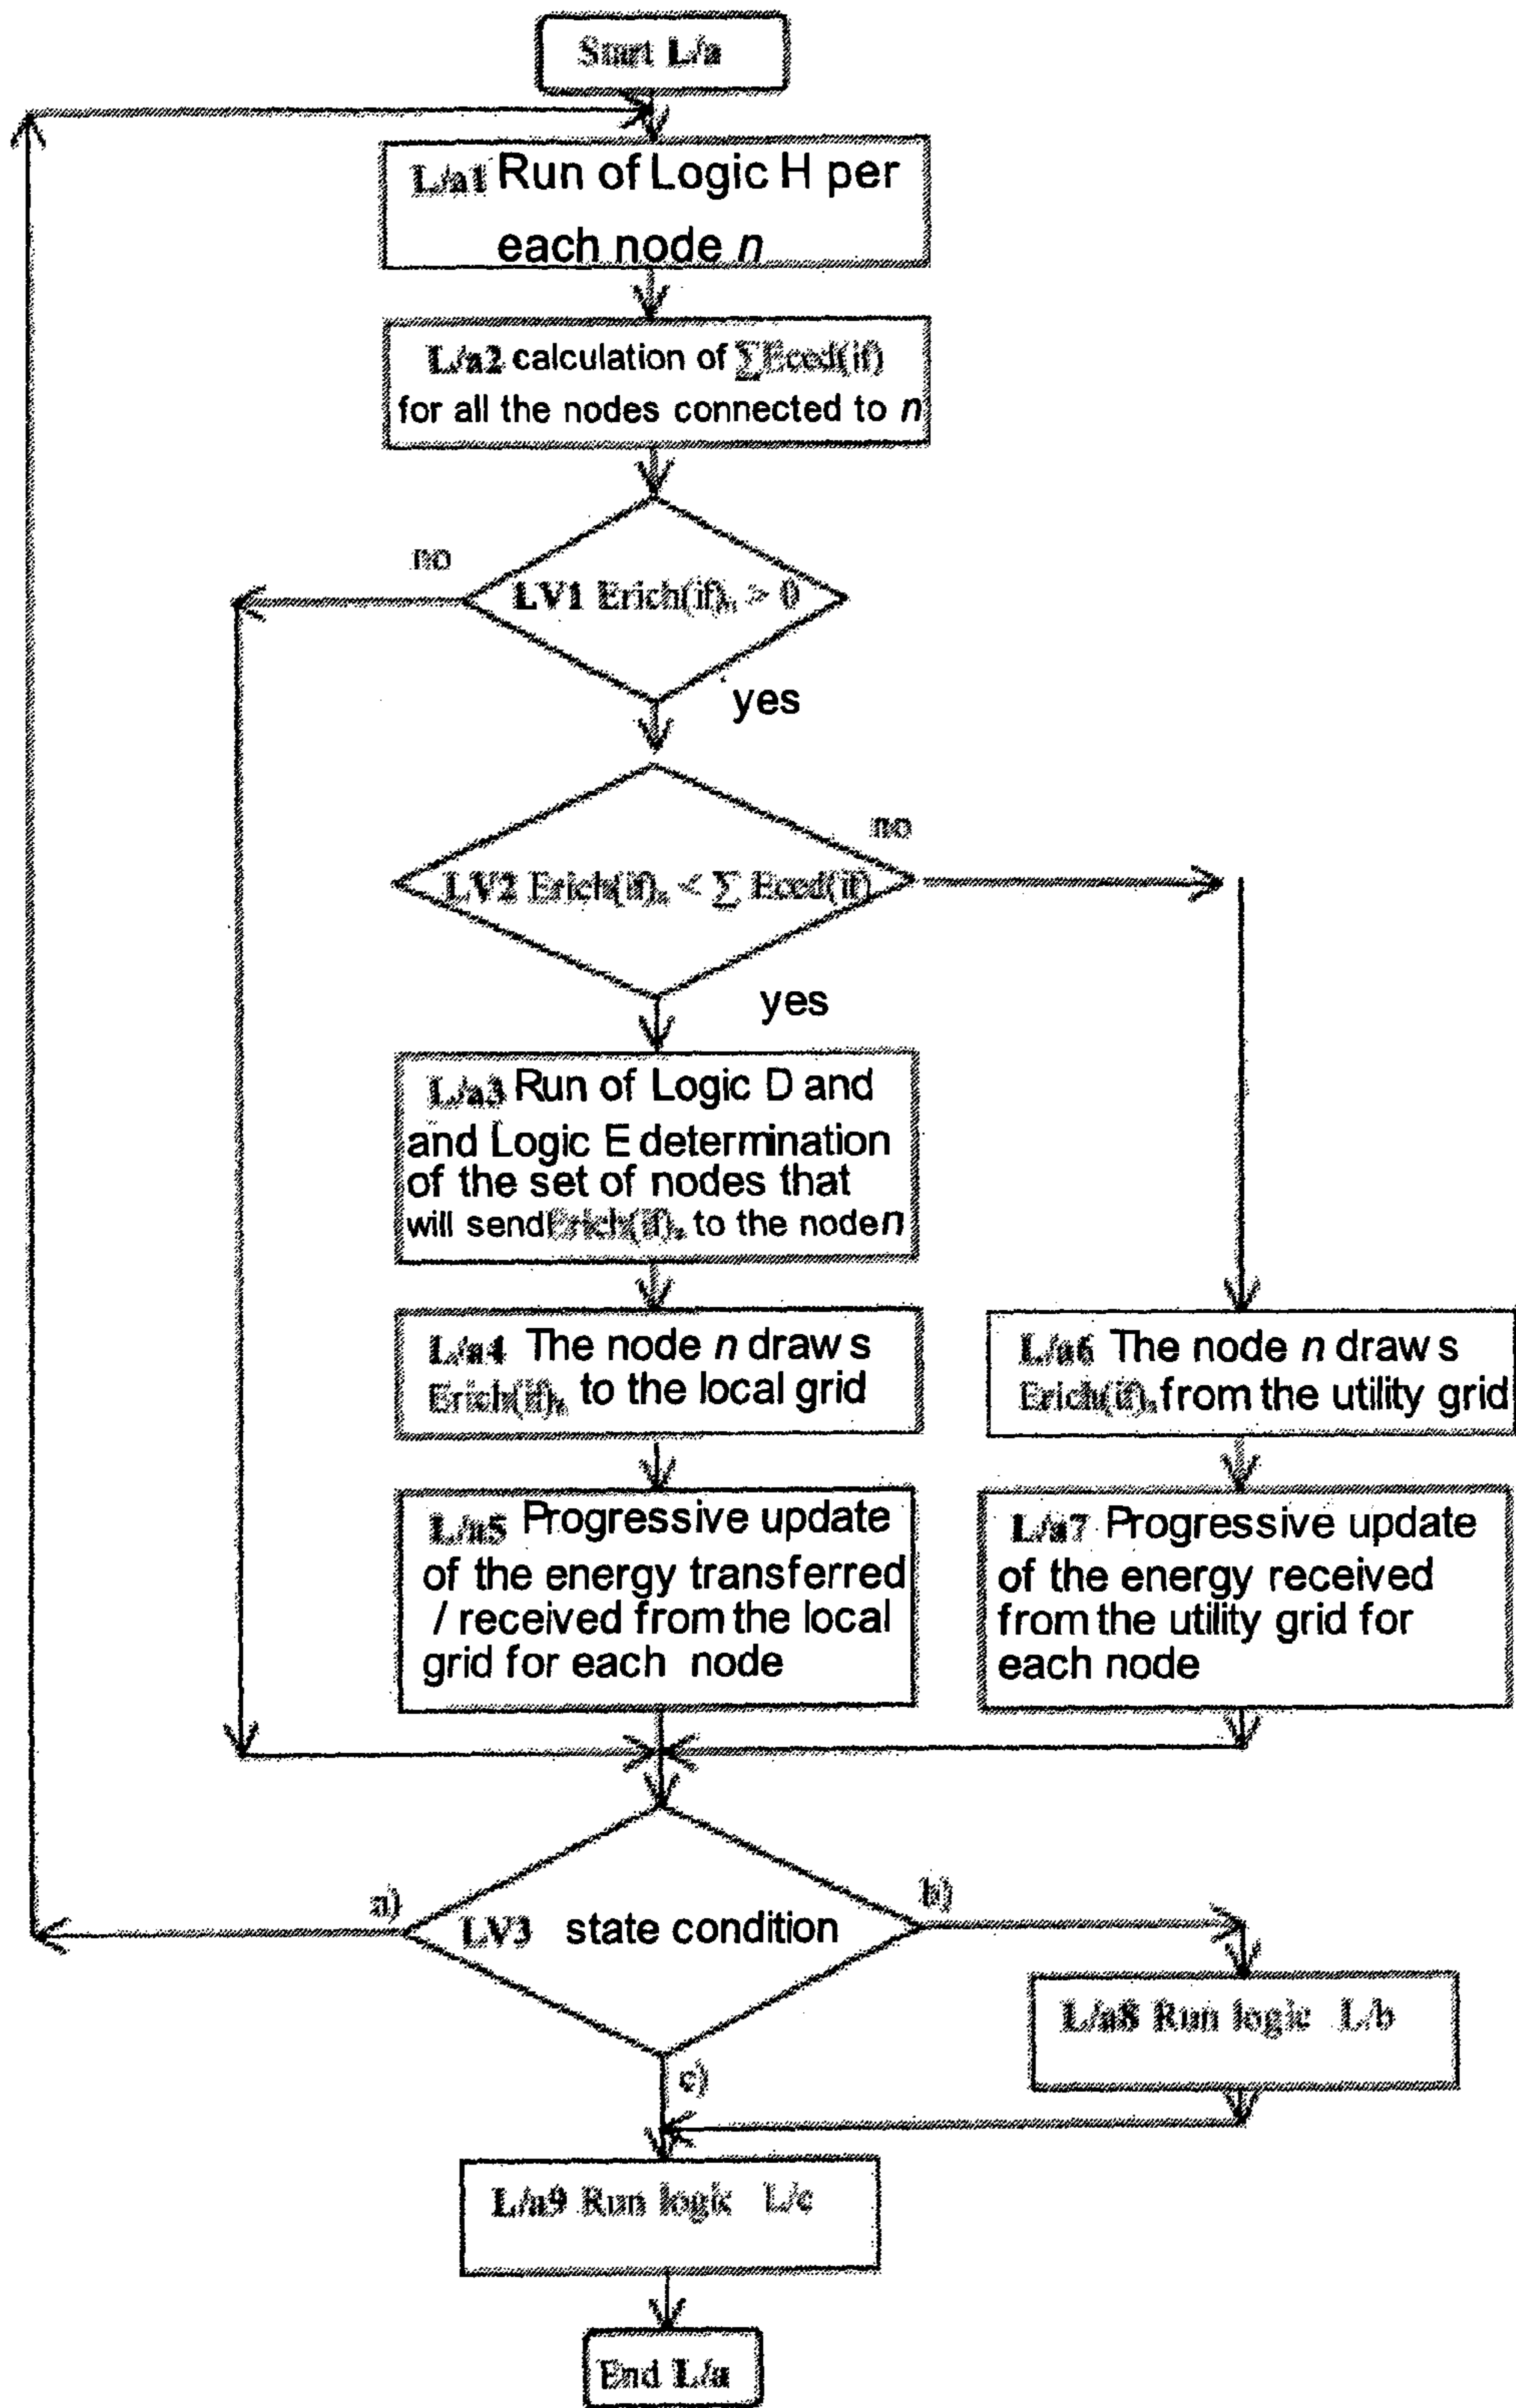 Start L/a
L/a1 Run of Logic H per
each node n
L/a2 calculation of ∑Eced(if)
for all the nodes connected to n
no
LV1 Erich(if)n > 0
yes
no
LV2 Erich(if)n < ∑ Eced(if)
yes
L/a3 Run of Logic D and
and Logic E determination
of the set of nodes that
will send Erich(if)n to the node n
L/a4 The node n draws
Erich(if)n to the local grid
L/a6 The node n draws
Erich(if)n from the utility grid
L/a5 Progressive update
of the energy transferred
/ received from the local
grid for each node
L/a7 Progressive update
of the energy received
from the utility grid for
each node
a)
b)
LV3 state condition
L/a8 Run logic L/b
c)
L/a9 Run logic L/c
End L/a